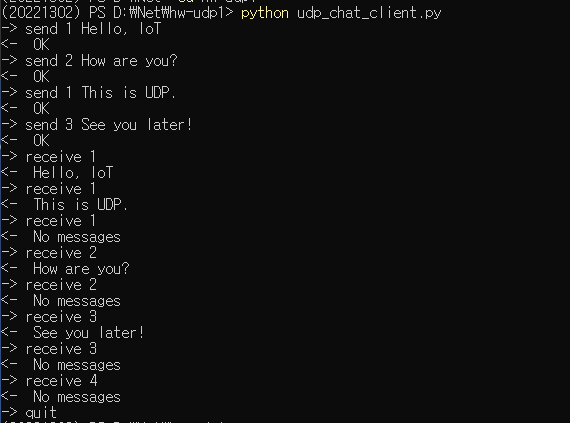 (20221302) PS D:\Net\hw-udp1> python udp_chat_client.py
-> send 1 Hello, IoT
<-  OK
-> send 2 How are you?
<-  OK
-> send 1 This is UDP.
<-  OK
-> send 3 See you later!
<-  OK
-> receive 1
<-  Hello, IoT
-> receive 1
<-  This is UDP.
-> receive 1
<-  No messages
-> receive 2
<-  How are you?
-> receive 2
<-  No messages
-> receive 3
<-  See you later!
-> receive 3
<-  No messages
-> receive 4
<-  No messages
-> quit